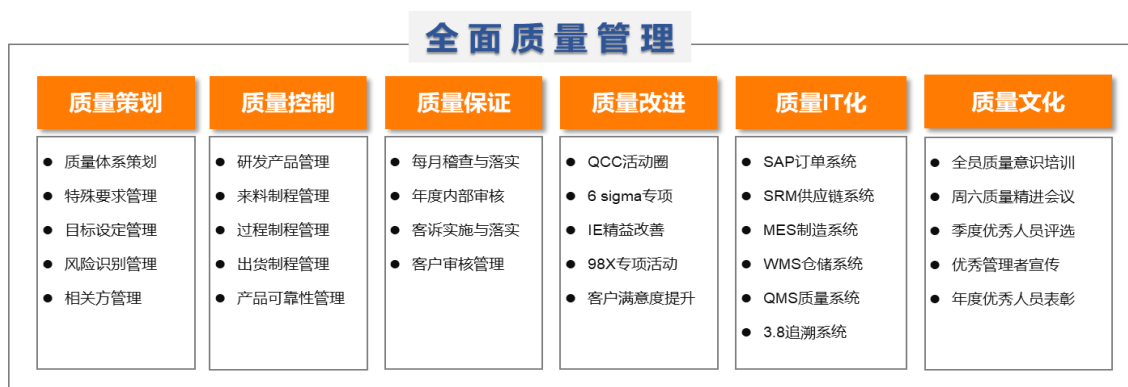 全面质量管理
质量策划
质量体系策划
特殊要求管理
目标设定管理
风险识别管理
相关方管理
质量控制
研发产品管理
来料制程管理
过程制程管理
出货制程管理
产品可靠性管理
质量保证
每月稽查与落实
年度内部审核
客诉实施与落实
客户审核管理
质量改进
QCC活动圈
6 sigma专项
IE精益改善
98X专项活动
客户满意度提升
质量IT化
SAP订单系统
SRM供应链系统
MES制造系统
WMS仓储系统
QMS质量系统
3.8追溯系统
质量文化
全员质量意识培训
周六质量精进会议
季度优秀人员评选
优秀管理者宣传
年度优秀人员表彰